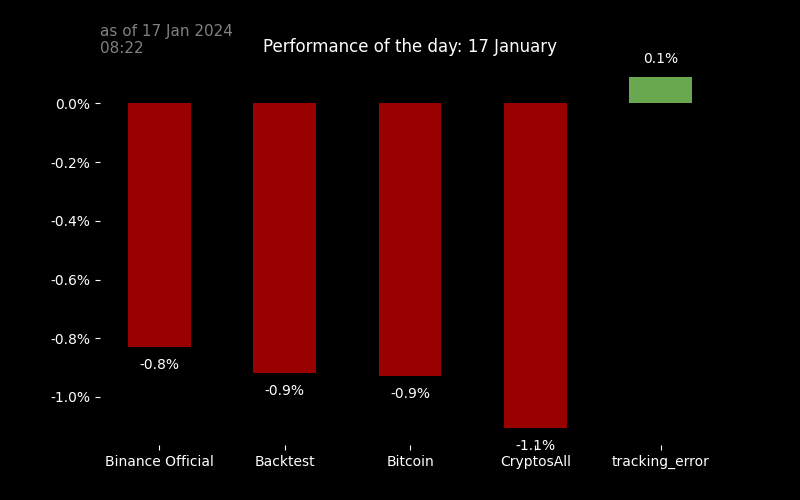 as of 17 Jan 2024
08:22
Performance of the day: 17 January
0.1%
0.0%
-0.2%
-0.4%
-0.6%
-0.8%
-1.0%
-0.8%
-0.9%
-0.9%
-1.1%
Binance Official
Backtest
Bitcoin
CryptosAll
tracking_error